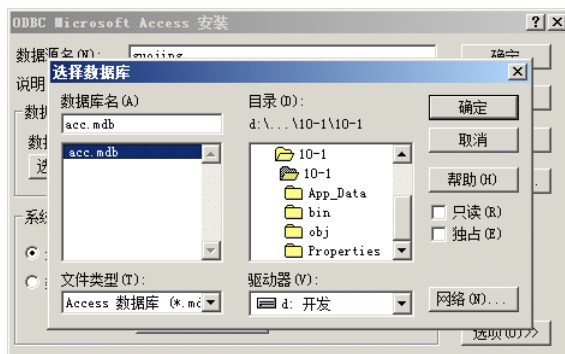 ODBC Microsoft Access 安装
数据源名(N):
确定
说明
选择数据库
数据库名(A)
acc.mdb
acc.mdb
目录(D):
d:\...\10-1\10-1
10-1
10-1
App_Data
bin
obj
Properties
确定
取消
帮助(H)
只读(R)
独占(E)
文件类型(T):
Access 数据库 (*.m
驱动器(V):
d: 开发
网络(N)...
选项(O)>>